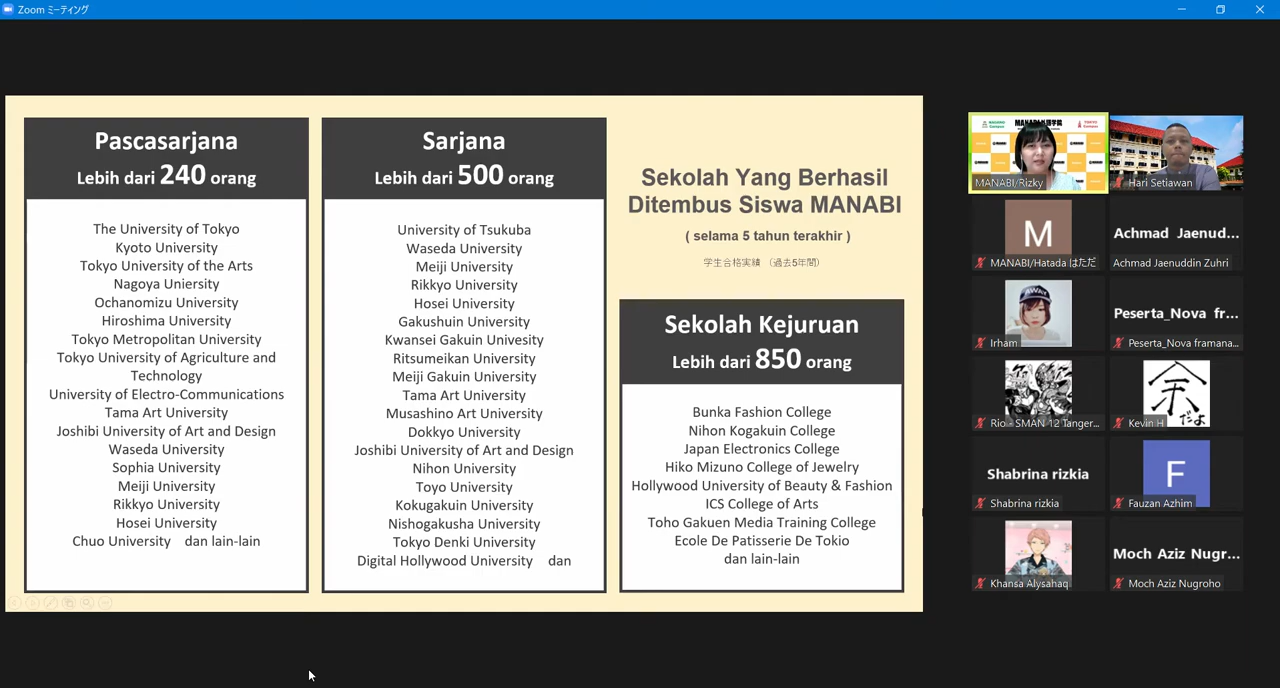 Zoom ミーティング
Pascasarjana
Lebih dari 240 orang
The University of Tokyo
Kyoto University
Tokyo University of the Arts
Nagoya Uniersity
Ochanomizu University
Hiroshima University
Tokyo Metropolitan University
Tokyo University of Agriculture and
Technology
University of Electro-Communications
Tama Art University
Joshibi University of Art and Design
Waseda University
Sophia University
Meiji University
Rikkyo University
Hosei University
Chuo University dan lain-lain
Sarjana
Lebih dari 500 orang
University of Tsukuba
Waseda University
Meiji University
Rikkyo University
Hosei University
Gakushuin University
Kwansei Gakuin Univesity
Ritsumeikan University
Meiji Gakuin University
Tama Art University
Musashino Art University
Dokkyo University
Joshibi University of Art and Design
Nihon University
Toyo University
Kokugakuin University
Nishogakusha University
Tokyo Denki University
Digital Hollywood University dan
Sekolah Yang Berhasil
Ditembus Siswa MANABI
( selama 5 tahun terakhir )
学生合格実績 （過去5年間）
Sekolah Kejuruan
Lebih dari 850 orang
Bunka Fashion College
Nihon Kogakuin College
Japan Electronics College
Hiko Mizuno College of Jewelry
Hollywood University of Beauty & Fashion
ICS College of Arts
Toho Gakuen Media Training College
Ecole De Patisserie De Tokio
dan lain-lain
MANABI/Rizky
Hari Setiawan
M
MANABI/Hatada はただ
Achmad Jaenud...
Achmad Jaenuddin Zuhri
AWAY
Irham
Peserta_Nova fr...
Peserta_Nova framana...
Rio - SMAN 12 Tanger...
余
だよ
Kevin H
Shabrina rizkia
Shabrina rizkia
F
Fauzan Azhim
Khansa Alysahaq
Moch Aziz Nugr...
Moch Aziz Nugroho